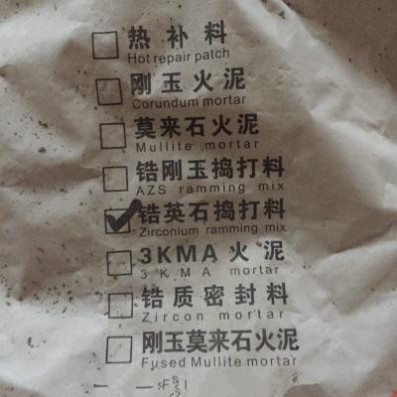 热补料
Hot repair patch
刚玉火泥
Corundum mortar
莫来石火泥
Mullite mortar
锆刚玉捣打料
AZS ramming mix
锆英石捣打料
Zirconium ramming mix
3KMA火泥
3KMA mortar
锆质密封料
Zircon mortar
刚玉莫来石火泥
Fused Mullite mortar